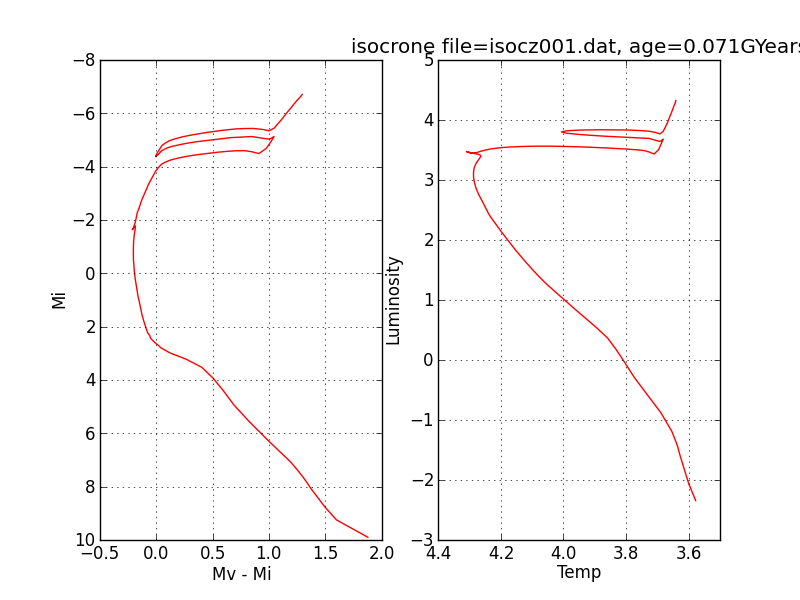 isocrone file=isocz001.dat, age=0.071GYears
−8
−6
−4
−2
0
2
4
6
8
10
Mi
−0.5 0.0 0.5 1.0 1.5 2.0
Mv - Mi
5
4
3
2
1
0
−1
−2
−3
Luminosity
4.4 4.2 4.0 3.8 3.6
Temp